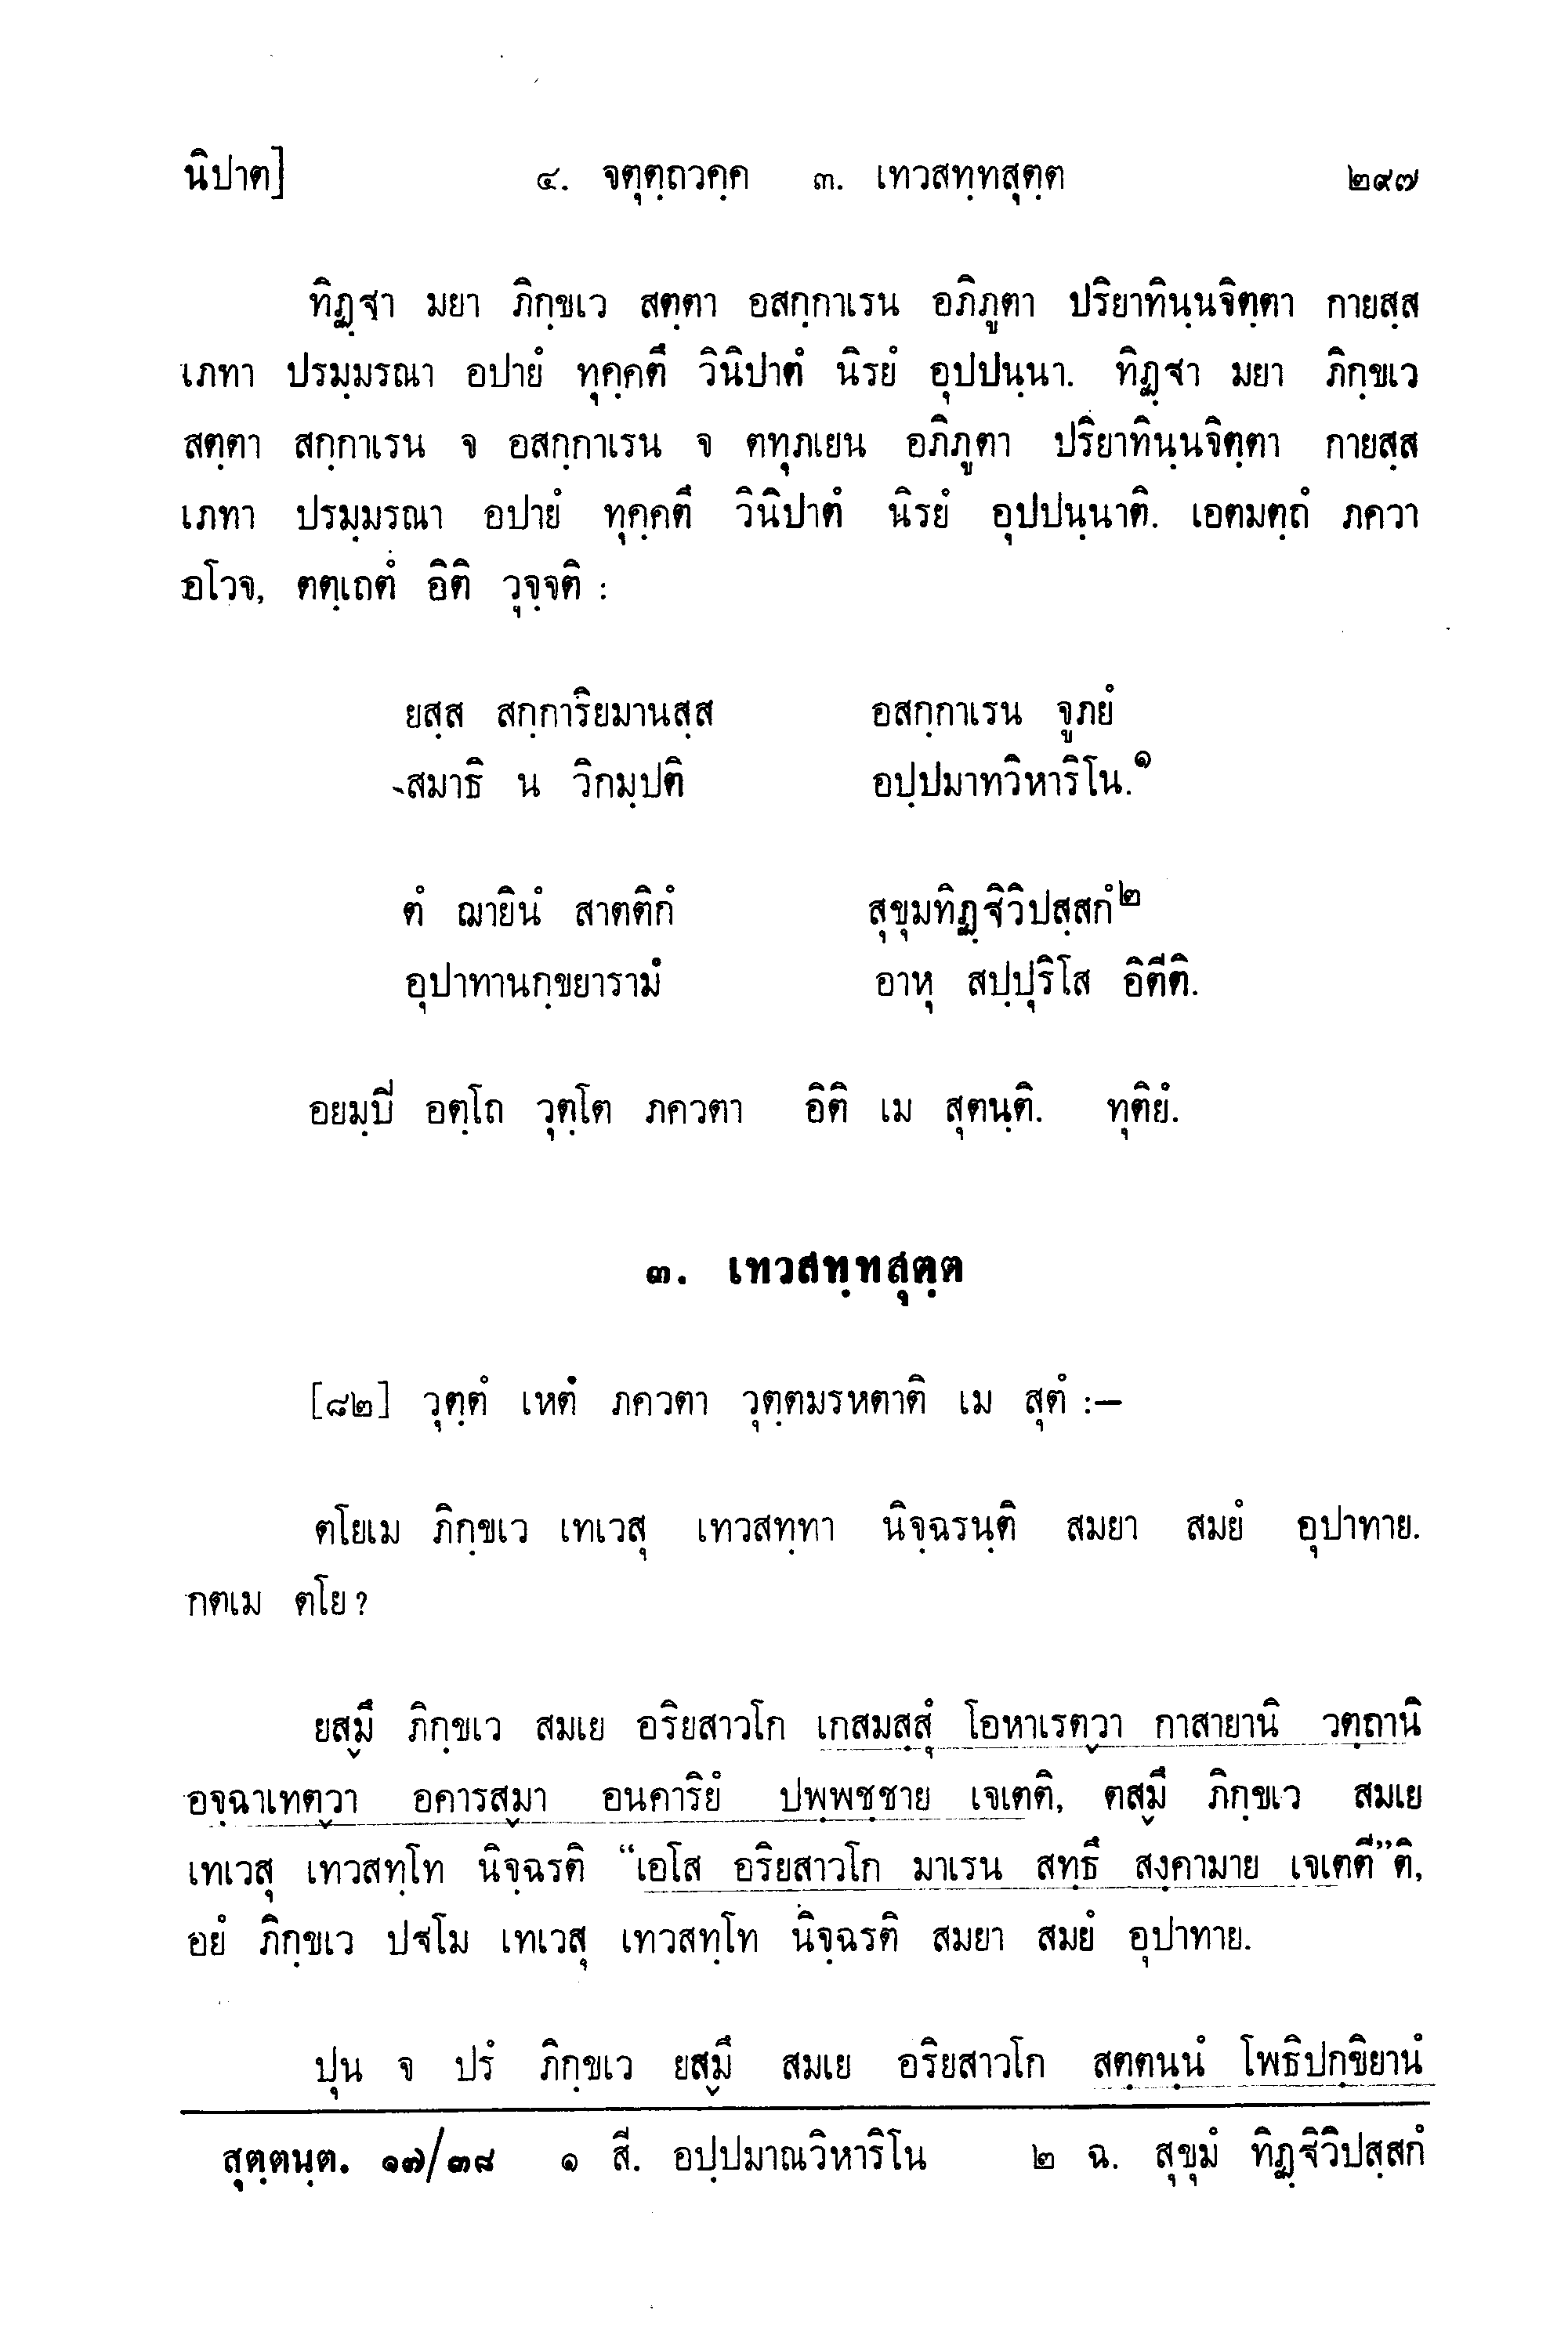 นิปาต] ๔. จตุตฺถวคฺค ๓. เทวสทฺทสุตฺต ๒๙๗
ทิฏฺฐา มยา ภิกฺขเว สตฺตา อสกฺกาเรน อภิภูตา ปริยาทินฺนจิตฺตา กายสฺส
เภทา ปรมฺมรณา อปายํ ทุคฺคตึ วินิปาตํ นิรยํ อุปปนฺนา. ทิฏฺฐา มยา ภิกฺขเว
สตฺตา สกฺกาเรน จ อสกฺกาเรน จ ตทุภเยน อภิภูตา ปริยาทินฺนจิตฺตา กายสฺส
เภทา ปรมฺมรณา อปายํ ทุคฺคตึ วินิปาตํ นิรยํ อุปปนฺนาติ. เอตมตฺถํ ภควา
อโวจ, ตตฺเถตํ อิติ วุจฺจติ :
ยสฺส สกฺการิยมานสฺส อสกฺกาเรน จูภยํ
สมาธิ น วิกมฺปติ อปฺปมาทวิหาริโน.๑
ตํ ฌายินํ สาตติกํ สุขุมทิฏฺฐิวิปสฺสกํ๒
อุปาทานกฺขยารามํ อาหุ สปฺปุริโส อิตีติ.
อยมฺปิ อตฺโถ วุตฺโต ภควตา อิติ เม สุตนฺติ. ทุติยํ.
๓. เทวสทฺทสุตฺต
[๘๒] วุตฺตํ เหตํ ภควตา วุตฺตมรหตาติ เม สุตํ :—
ตโยเม ภิกฺขเว เทเวสุ เทวสทฺทา นิจฺฉรนฺติ สมยา สมยํ อุปาทาย.
กตเม ตโย?
ยสฺมึ ภิกฺขเว สมเย อริยสาวโก เกสมสฺสุํ โอหาเรตฺวา กาสายานิ วตฺถานิ
อจฺฉาเทตฺวา อคารสฺมา อนคาริยํ ปพฺพชฺชาย เจเตติ, ตสฺมึ ภิกฺขเว สมเย
เทเวสุ เทวสทฺโท นิจฺฉรติ “เอโส อริยสาวโก มาเรน สทฺธึ สงฺคามาย เจเตตี”ติ,
อยํ ภิกฺขเว ปฐโม เทเวสุ เทวสทฺโท นิจฺฉรติ สมยา สมยํ อุปาทาย.
ปุน จ ปรํ ภิกฺขเว ยสฺมึ สมเย อริยสาวโก สตฺตนฺนํ โพธิปกฺขิยานํ
สุตฺตนฺต. ๑๗/๓๘ ๑ สี. อปฺปมาณวิหาริโน ๒ ฉ. สุขุมํ ทิฏฺฐิวิปสฺสกํ